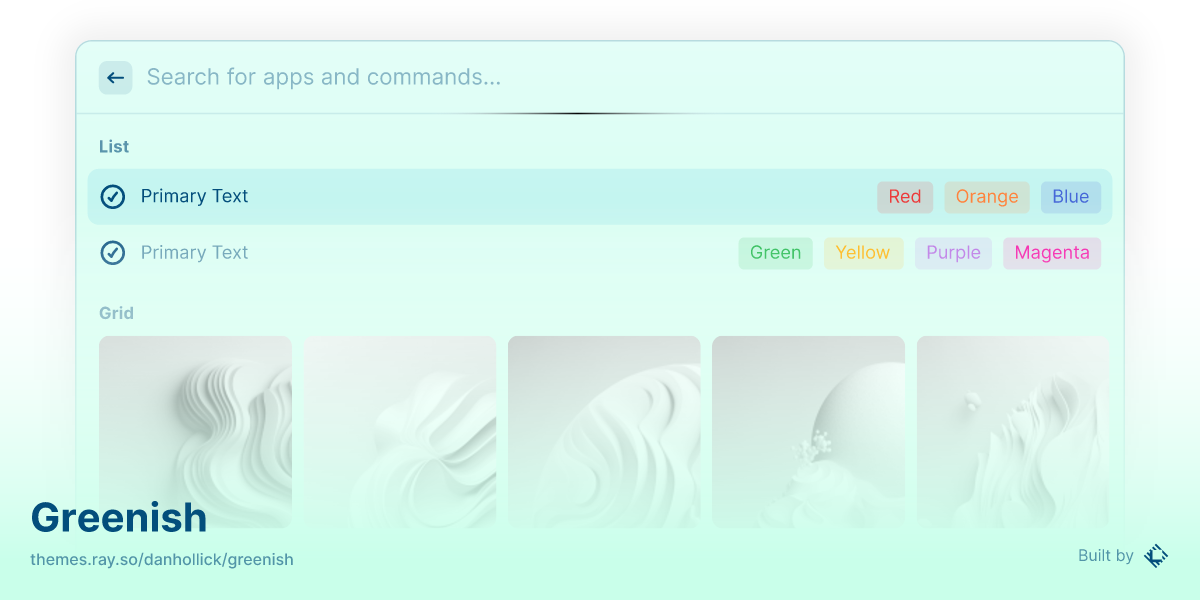 Search for apps and commands...
List
Primary Text Red Orange Blue
Primary Text Green Yellow Purple Magenta
Grid
Greenish
themes.ray.so/danhollick/greenish
Built by